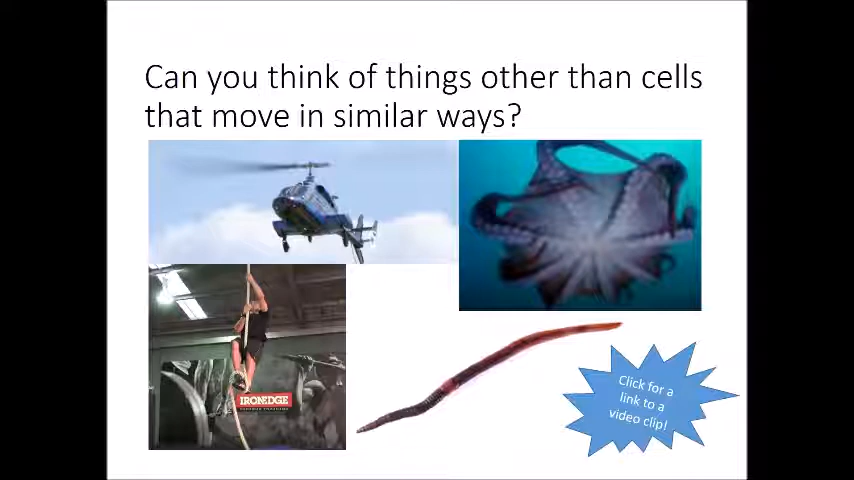 Can you think of things other than cells
that move in similar ways?
IRONEDGE
Click for a
link to a
video clip!